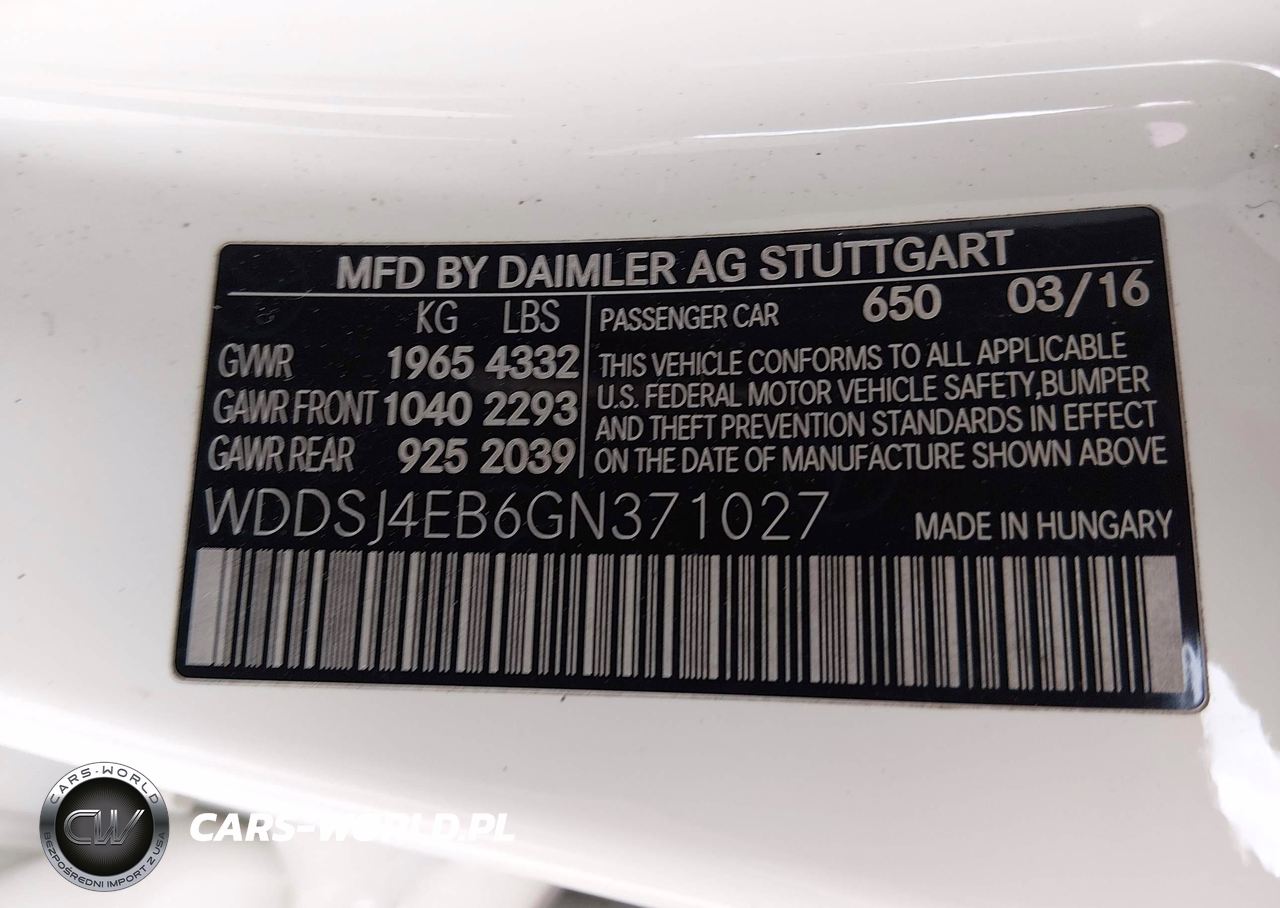 MFD BY DAIMLER AG STUTTGART
KG LBS
GVWR 1965 4332
GAWR FRONT 1040 2293
GAWR REAR 925 2039
PASSENGER CAR 650 03/16
THIS VEHICLE CONFORMS TO ALL APPLICABLE
U.S. FEDERAL MOTOR VEHICLE SAFETY,BUMPER
AND THEFT PREVENTION STANDARDS IN EFFECT
ON THE DATE OF MANUFACTURE SHOWN ABOVE
WDDSJ4EB6GN371027
MADE IN HUNGARY
CARS-WORLD
CW
BEZPOŚREDNI IMPORT Z USA
CARS-WORLD.PL